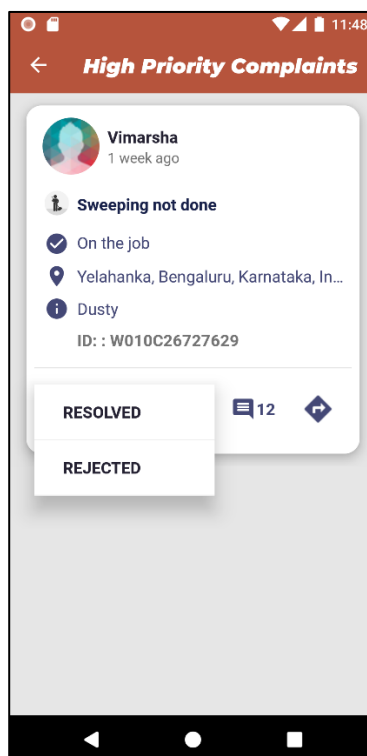 11:48
High Priority Complaints
Vimarsha
1 week ago
Sweeping not done
On the job
Yelahanka, Bengaluru, Karnataka, In...
Dusty
ID: : W010C26727629
RESOLVED
12
REJECTED